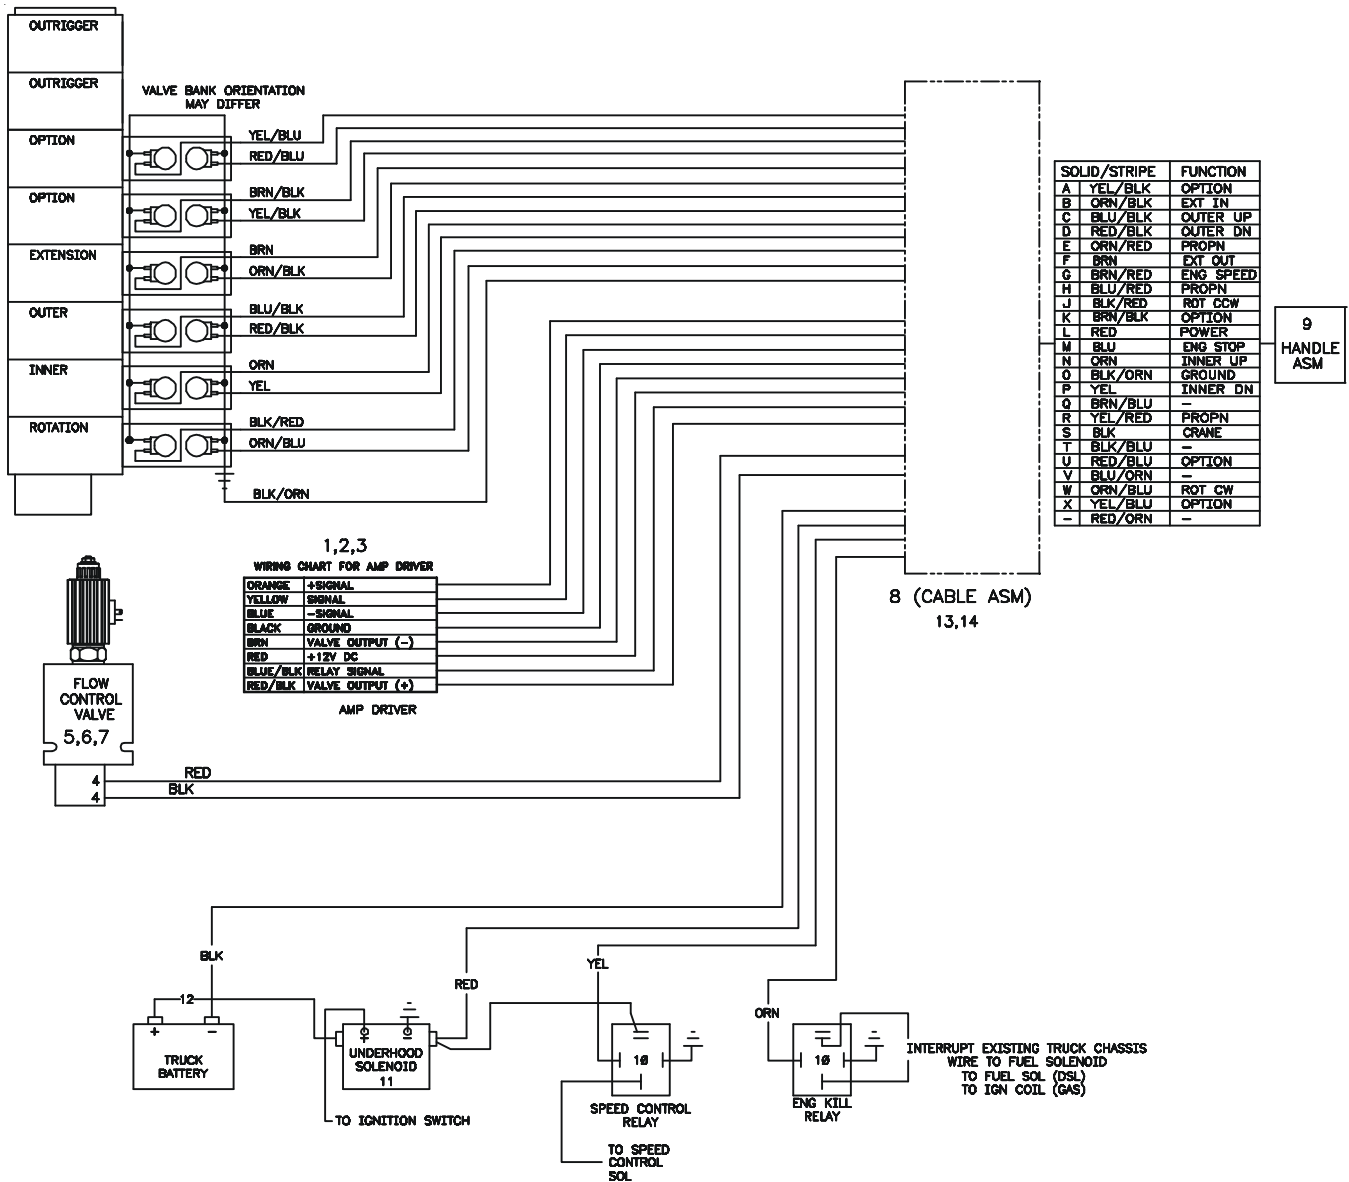 OUTRIGGER
OUTRIGGER
OPTION
OPTION
EXTENSION
OUTER
INNER
ROTATION
VALVE BANK ORIENTATION
MAY DIFFER
YEL/BLU
RED/BLU
BRN/BLK
YEL/BLK
BRN
ORN/BLK
BLU/BLK
RED/BLK
ORN
YEL
BLK/RED
ORN/BLU
BLK/ORN
SOLID/STRIPE FUNCTION
A YEL/BLK OPTION
B ORN/BLK EXT IN
C BLU/BLK OUTER UP
D RED/BLK OUTER DN
E ORN/RED PROPN
F BRN EXT OUT
G BRN/RED ENG SPEED
H BLU/RED PROPN
J BLK/RED ROT CCW
K BRN/BLK OPTION
L RED POWER
M BLU ENG STOP
N ORN INNER UP
O BLK/ORN GROUND
P YEL INNER DN
Q BRN/BLU –
R YEL/RED PROPN
S BLK CRANE
T BLK/BLU –
U RED/BLU OPTION
V BLU/ORN –
W ORN/BLU ROT CW
X YEL/BLU OPTION
– RED/ORN –
9
HANDLE
ASM
8 (CABLE ASM)
13,14
1,2,3
WIRING CHART FOR AMP DRIVER
ORANGE +SIGNAL
YELLOW SIGNAL
BLUE –SIGNAL
BLACK GROUND
BRN VALVE OUTPUT (–)
RED +12V DC
BLUE/BLK RELAY SIGNAL
RED/BLK VALVE OUTPUT (+)
AMP DRIVER
FLOW
CONTROL
VALVE
5,6,7
4
4
RED
BLK
BLK
12
+ –
TRUCK
BATTERY
RED
+ –
UNDERHOOD
SOLENOID
11
TO IGNITION SWITCH
YEL
10
SPEED CONTROL
RELAY
TO SPEED
CONTROL
SOL
ORN
10
ENG KILL
RELAY
INTERRUPT EXISTING TRUCK CHASSIS
WIRE TO FUEL SOLENOID
TO FUEL SOL (DSL)
TO IGN COIL (GAS)